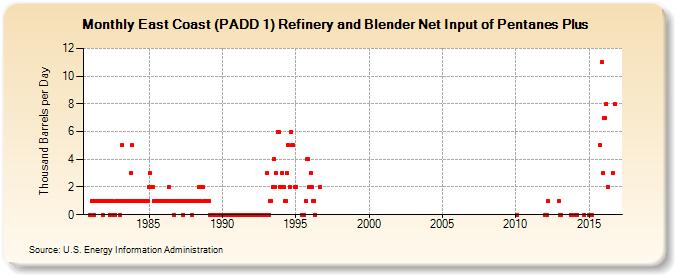 Monthly East Coast (PADD 1) Refinery and Blender Net Input of Pentanes Plus
Thousand Barrels per Day
12
10
8
6
4
2
0
1985 1990 1995 2000 2005 2010 2015
Source: U.S. Energy Information Administration